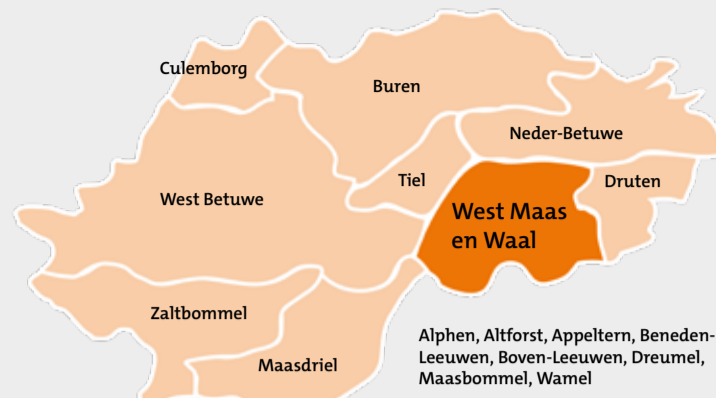 Culemborg
Buren
Neder-Betuwe
Tiel
Druten
West Betuwe
West Maas
en Waal
Zaltbommel
Maasdriel
Alphen, Altforst, Appeltern, Beneden-
Leeuwen, Boven-Leeuwen, Dreumel,
Maasbommel, Wamel